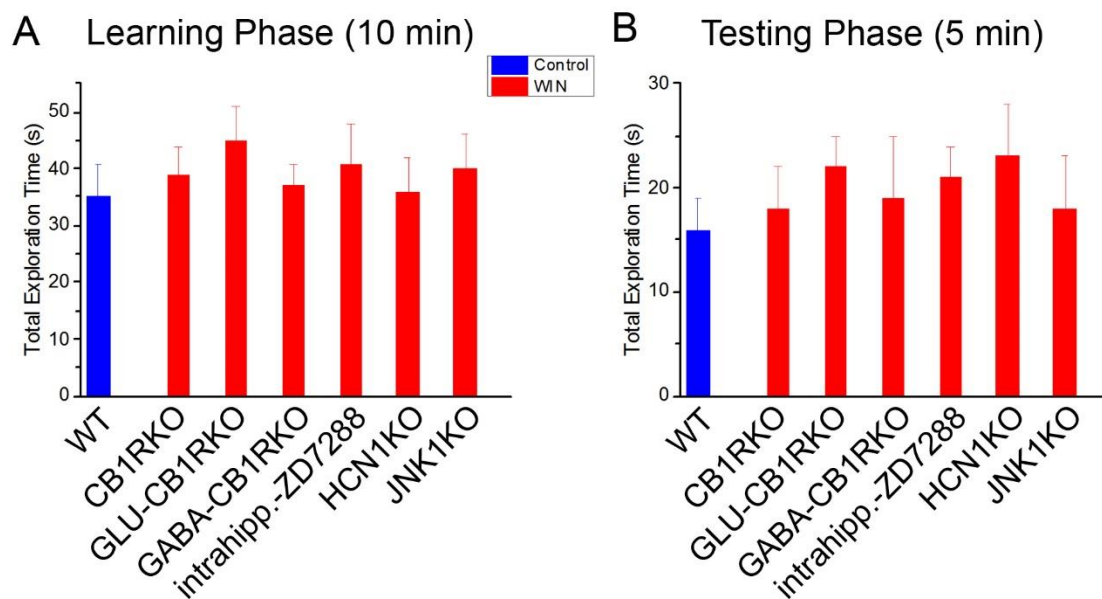 A Learning Phase (10 min)
Control
WIN
Total Exploration Time (s)
50
40
30
20
10
0
WT
CB1RKO
GLU-CB1RKO
GABA-CB1RKO
intrahipp.-ZD7288
HCN1KO
JNK1KO
B Testing Phase (5 min)
Total Exploration Time (s)
30
20
10
0
WT
CB1RKO
GLU-CB1RKO
GABA-CB1RKO
intrahipp.-ZD7288
HCN1KO
JNK1KO